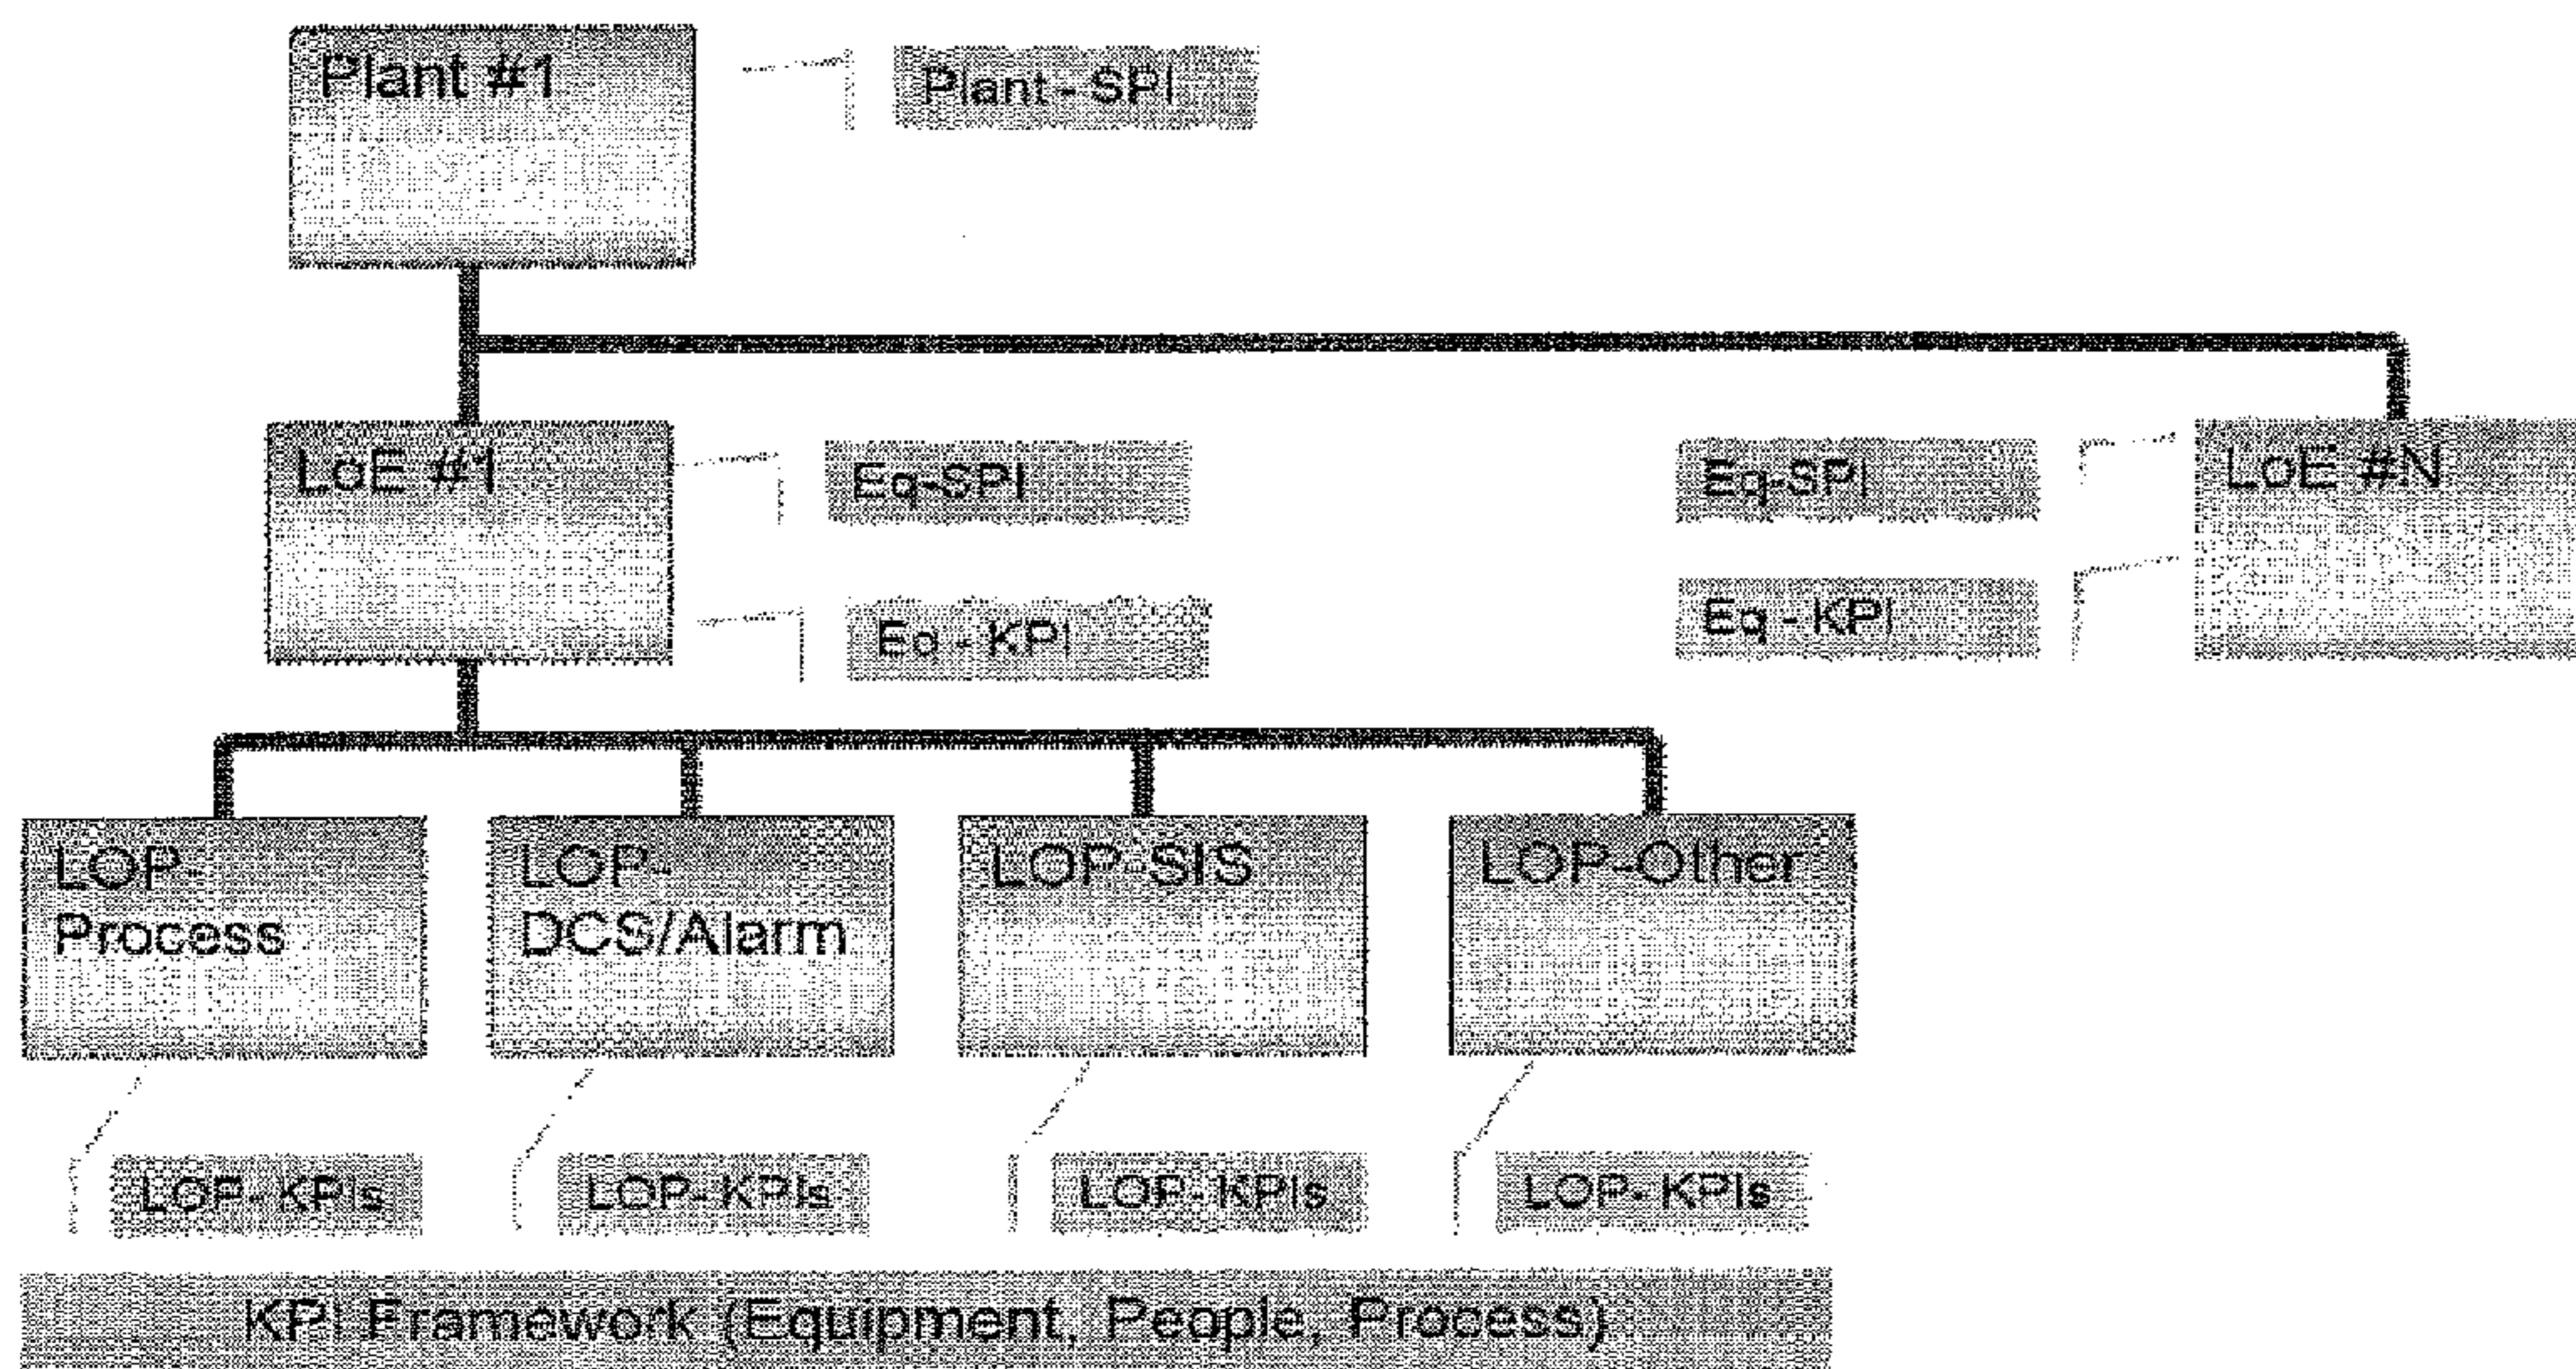 Plant #1
Plant - SPI
LoE #1
Eq-SPI
Eq-SPI
LoE #N
Eq - KPI
Eq - KPI
LOP-
Process
LOP-
DCS/Alarm
LOP-SIS
LOP-Other
LOP- KPIs
LOP- KPIs
LOP- KPIs
LOP- KPIs
KPI Framework (Equipment, People, Process)